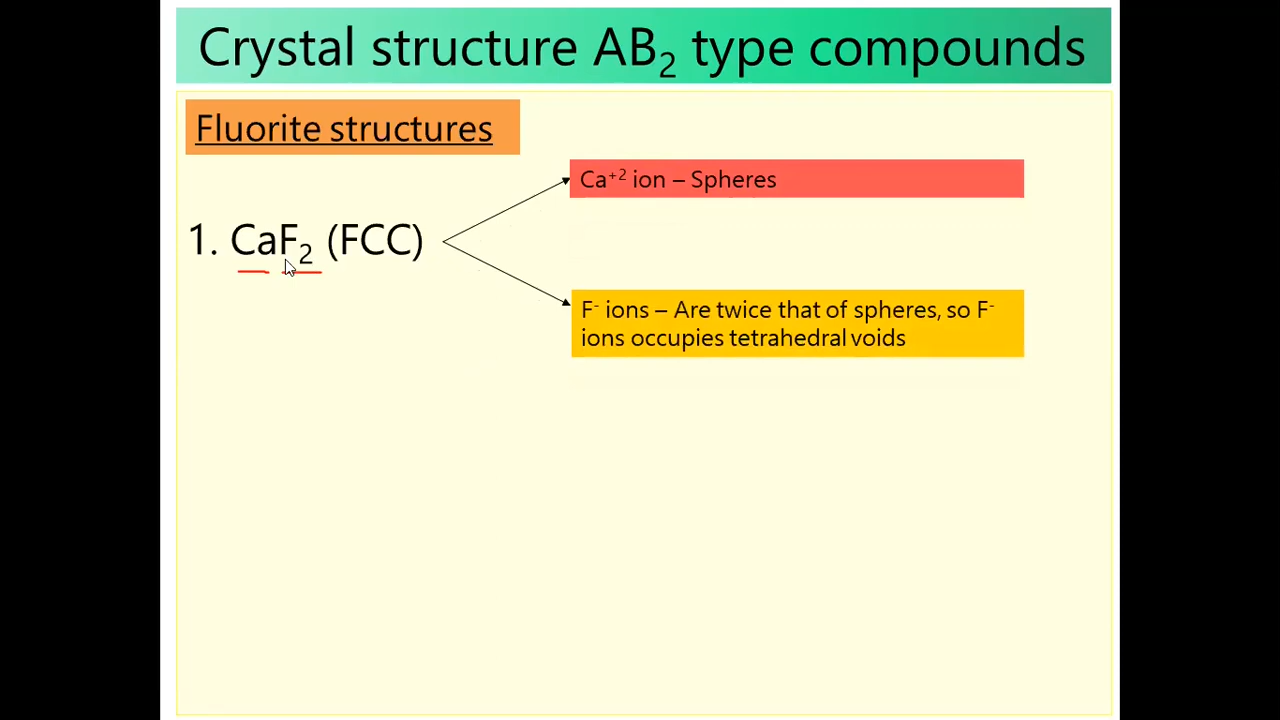 Crystal structure AB₂ type compounds
Fluorite structures
Ca⁺² ion – Spheres
1. CaF₂ (FCC)
F⁻ ions – Are twice that of spheres, so F⁻
ions occupies tetrahedral voids